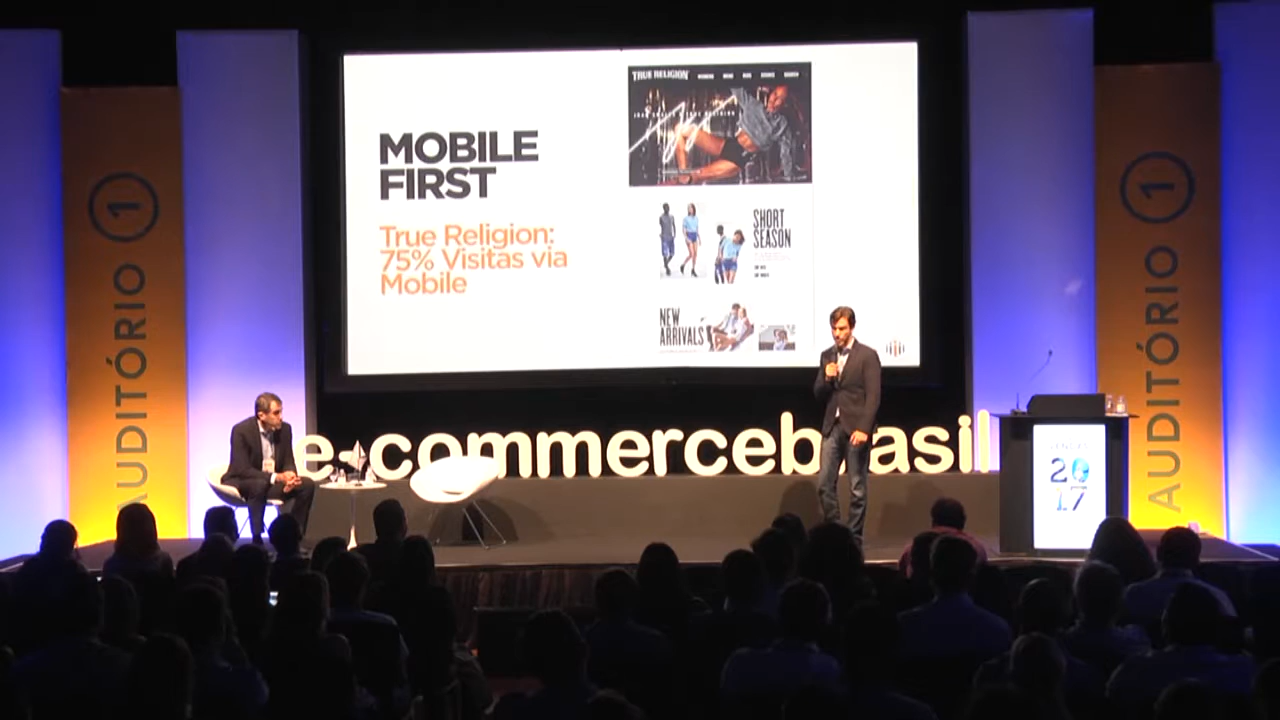 MOBILE
FIRST
True Religion:
75% Visitas via
Mobile
TRUE RELIGION
SHORT
SEASON
NEW
ARRIVALS
AUDITÓRIO 1
AUDITÓRIO 1
e-commercebrasil
20
17